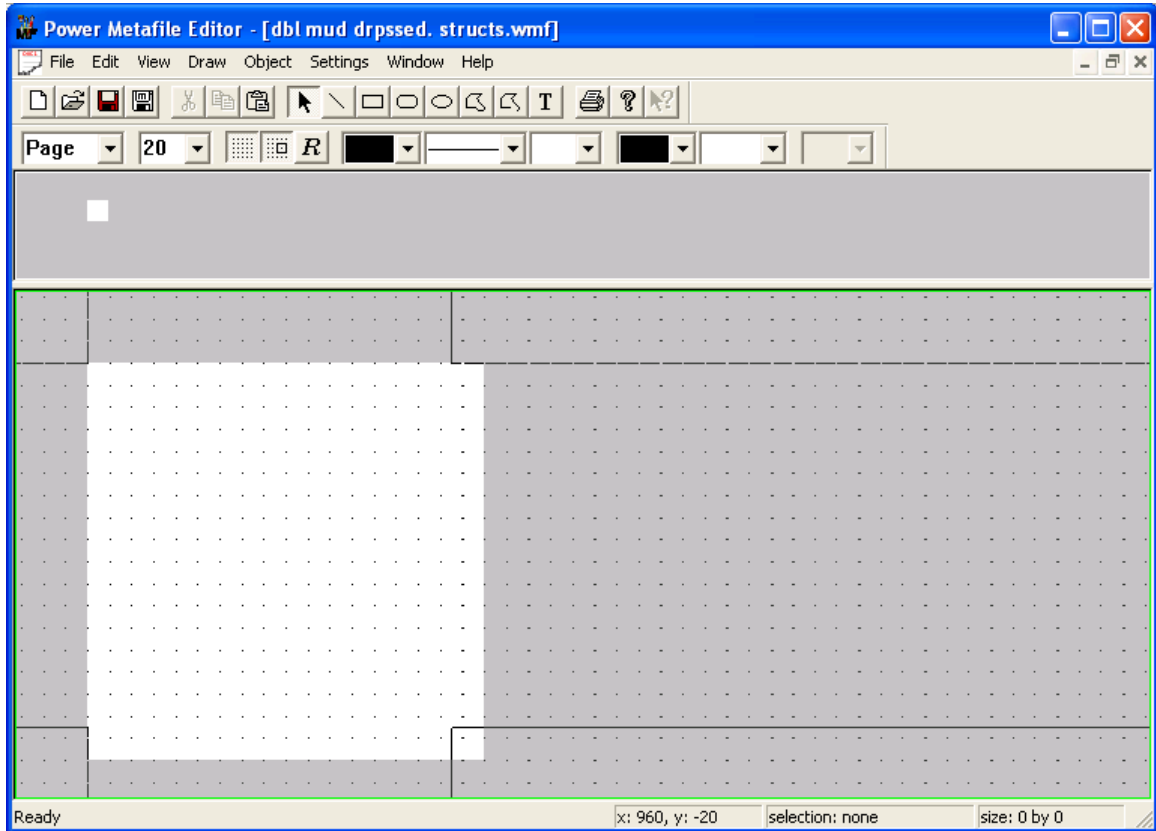 Power Metafile Editor - [dbl mud drpssed. structs.wmf]
File Edit View Draw Object Settings Window Help
T ? ?
Page 20 R
Ready x: 960, y: -20 selection: none size: 0 by 0